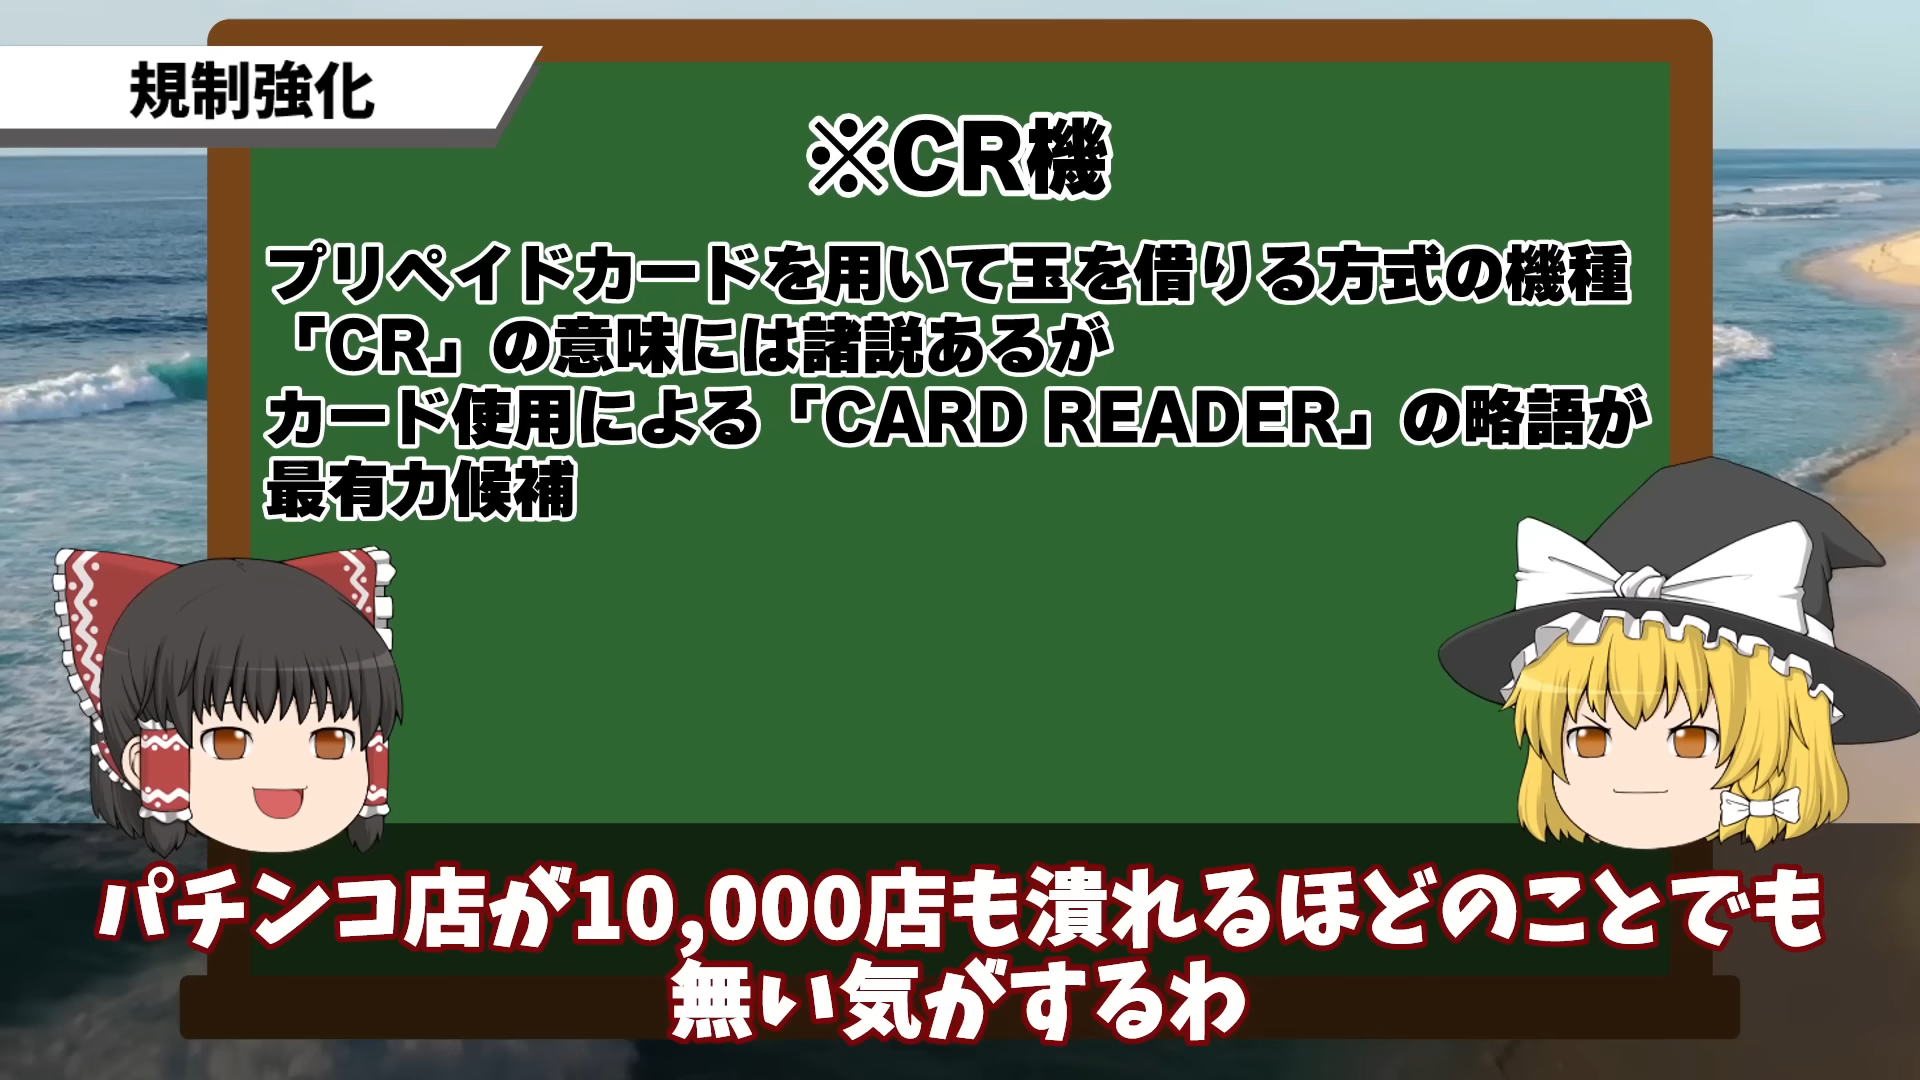 規制強化
※CR機
プリペイドカードを用いて玉を借りる方式の機種
「CR」の意味には諸説あるが
カード使用による「CARD READER」の略語が
最有力候補
パチンコ店が10,000店も潰れるほどのことでも
無い気がするわ